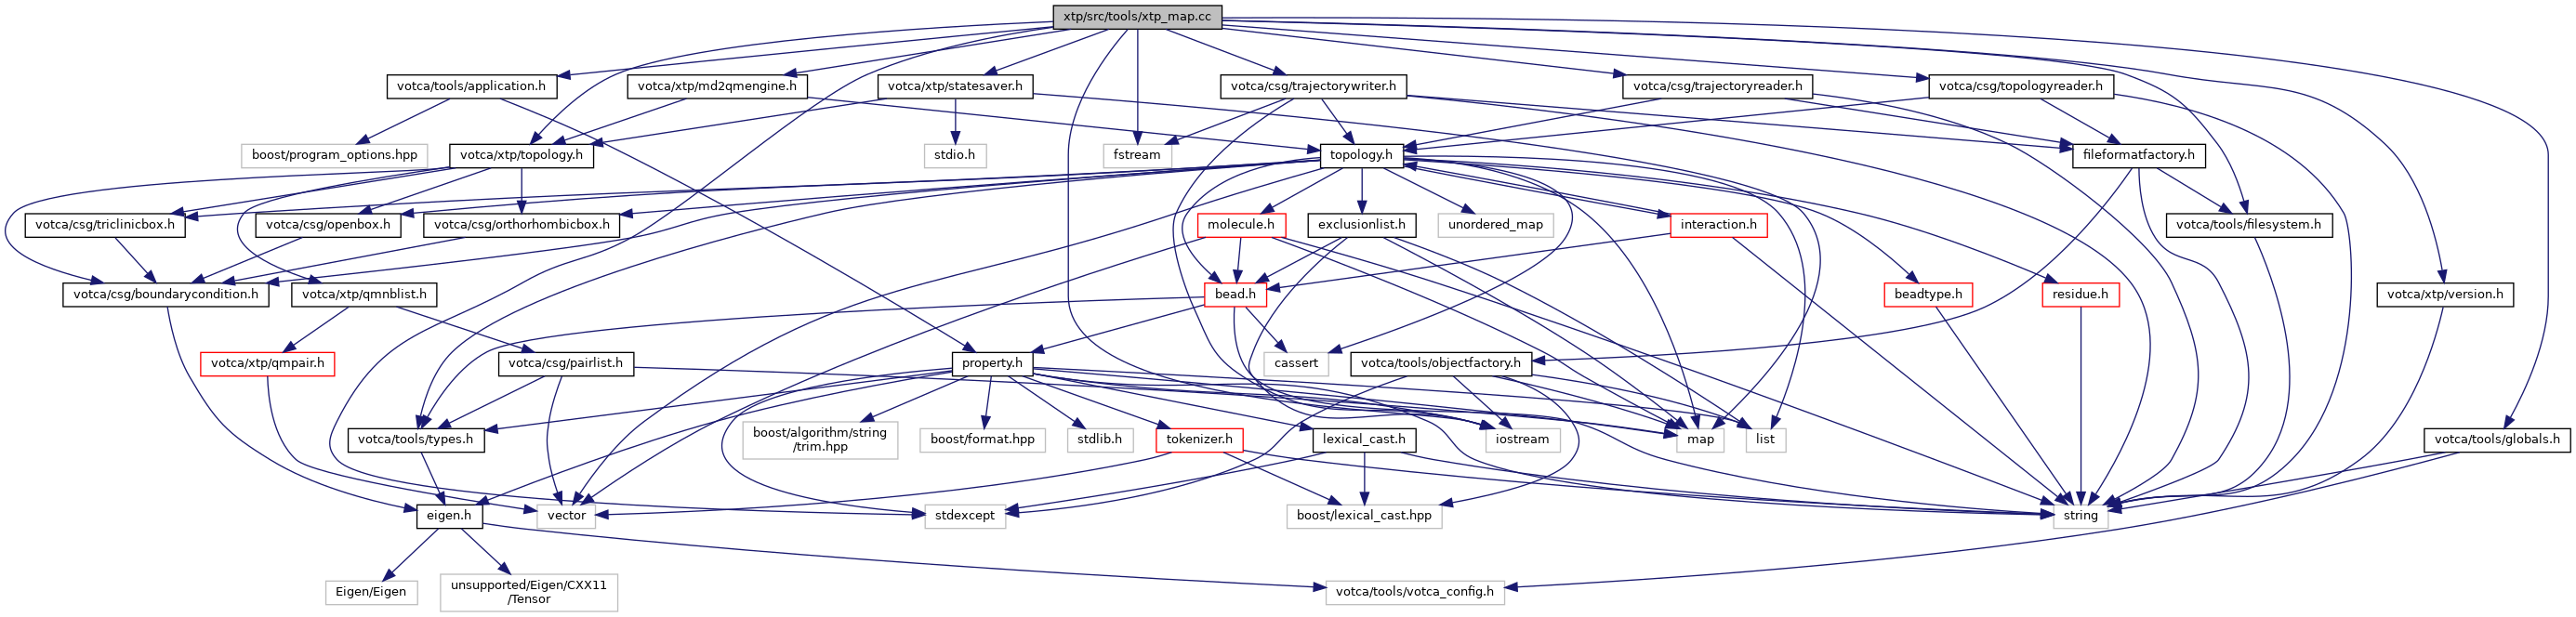 xtp/src/tools/xtp_map.cc
votca/tools/application.h
votca/xtp/md2qmengine.h
votca/xtp/statesaver.h
votca/csg/trajectorywriter.h
votca/csg/trajectoryreader.h
votca/csg/topologyreader.h
boost/program_options.hpp
votca/xtp/topology.h
stdio.h
fstream
topology.h
fileformatfactory.h
votca/csg/triclinicbox.h
votca/csg/openbox.h
votca/csg/orthorhombicbox.h
molecule.h
exclusionlist.h
unordered_map
interaction.h
votca/tools/filesystem.h
votca/csg/boundarycondition.h
votca/xtp/qmnblist.h
bead.h
beadtype.h
residue.h
votca/xtp/version.h
votca/xtp/qmpair.h
votca/csg/pairlist.h
property.h
cassert
votca/tools/objectfactory.h
votca/tools/types.h
boost/algorithm/string
/trim.hpp
boost/format.hpp
stdlib.h
tokenizer.h
lexical_cast.h
iostream
map
list
votca/tools/globals.h
eigen.h
vector
stdexcept
boost/lexical_cast.hpp
string
Eigen/Eigen
unsupported/Eigen/CXX11
/Tensor
votca/tools/votca_config.h